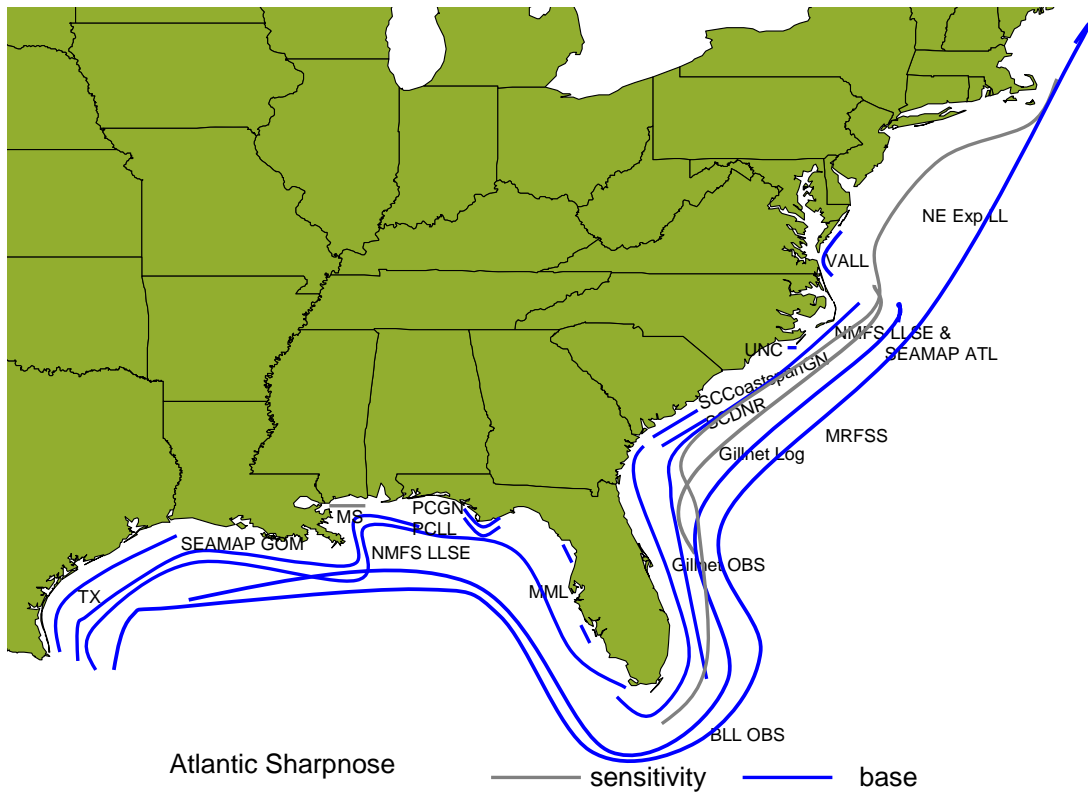 NE Exp LL
VALL
NMFS LLSE &
SEAMAP ATL
UNC
SCCoastspanGN
SCDNR
MRFSS
Gillnet Log
PCGN
MS
PCLL
SEAMAP GOM
NMFS LLSE
Gillnet OBS
TX
MML
BLL OBS
Atlantic Sharpnose
sensitivity
base